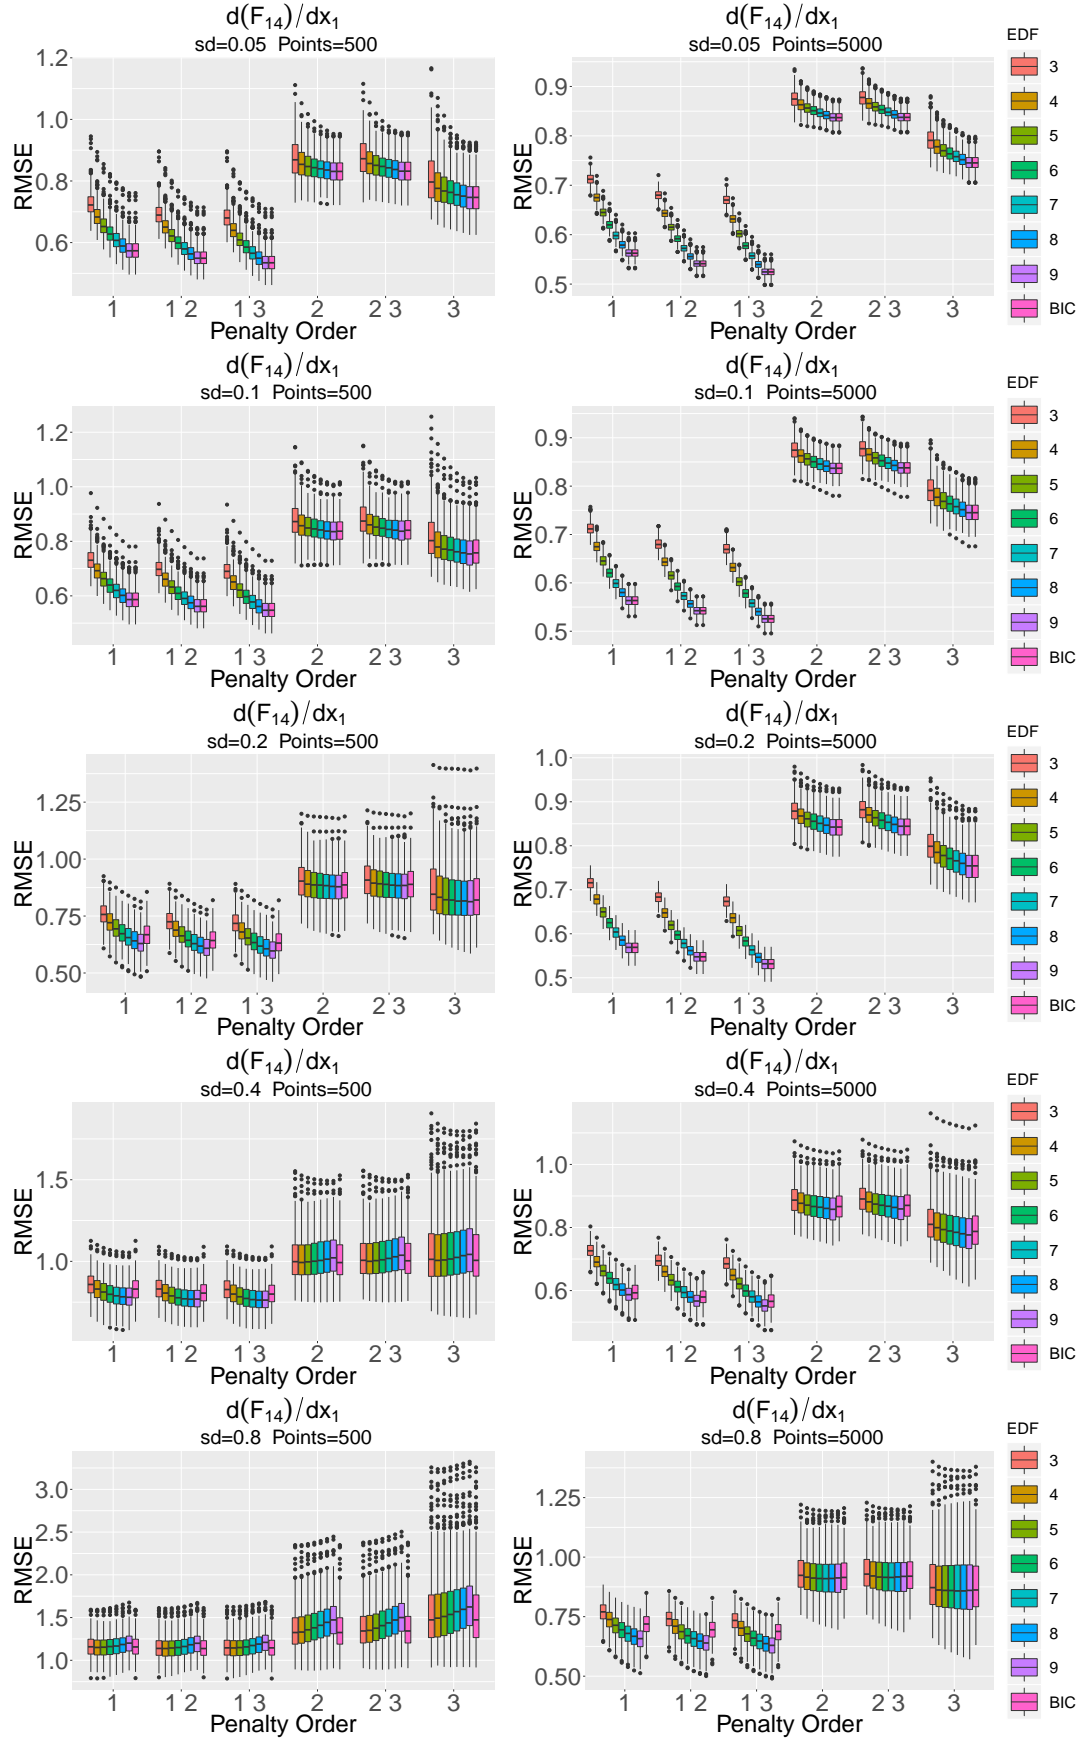 d(F₁₄)/dx₁
sd=0.05 Points=500
RMSE
1.2
1.0
0.8
0.6
1 1 2 1 3 2 2 3 3
Penalty Order
d(F₁₄)/dx₁
sd=0.05 Points=5000
RMSE
0.9
0.8
0.7
0.6
0.5
1 1 2 1 3 2 2 3 3
Penalty Order
EDF
3
4
5
6
7
8
9
BIC
d(F₁₄)/dx₁
sd=0.1 Points=500
RMSE
1.2
1.0
0.8
0.6
1 1 2 1 3 2 2 3 3
Penalty Order
d(F₁₄)/dx₁
sd=0.1 Points=5000
RMSE
0.9
0.8
0.7
0.6
0.5
1 1 2 1 3 2 2 3 3
Penalty Order
EDF
3
4
5
6
7
8
9
BIC
d(F₁₄)/dx₁
sd=0.2 Points=500
RMSE
1.25
1.00
0.75
0.50
1 1 2 1 3 2 2 3 3
Penalty Order
d(F₁₄)/dx₁
sd=0.2 Points=5000
RMSE
1.0
0.9
0.8
0.7
0.6
0.5
1 1 2 1 3 2 2 3 3
Penalty Order
EDF
3
4
5
6
7
8
9
BIC
d(F₁₄)/dx₁
sd=0.4 Points=500
RMSE
1.5
1.0
1 1 2 1 3 2 2 3 3
Penalty Order
d(F₁₄)/dx₁
sd=0.4 Points=5000
RMSE
1.0
0.8
0.6
1 1 2 1 3 2 2 3 3
Penalty Order
EDF
3
4
5
6
7
8
9
BIC
d(F₁₄)/dx₁
sd=0.8 Points=500
RMSE
3.0
2.5
2.0
1.5
1.0
1 1 2 1 3 2 2 3 3
Penalty Order
d(F₁₄)/dx₁
sd=0.8 Points=5000
RMSE
1.25
1.00
0.75
0.50
1 1 2 1 3 2 2 3 3
Penalty Order
EDF
3
4
5
6
7
8
9
BIC